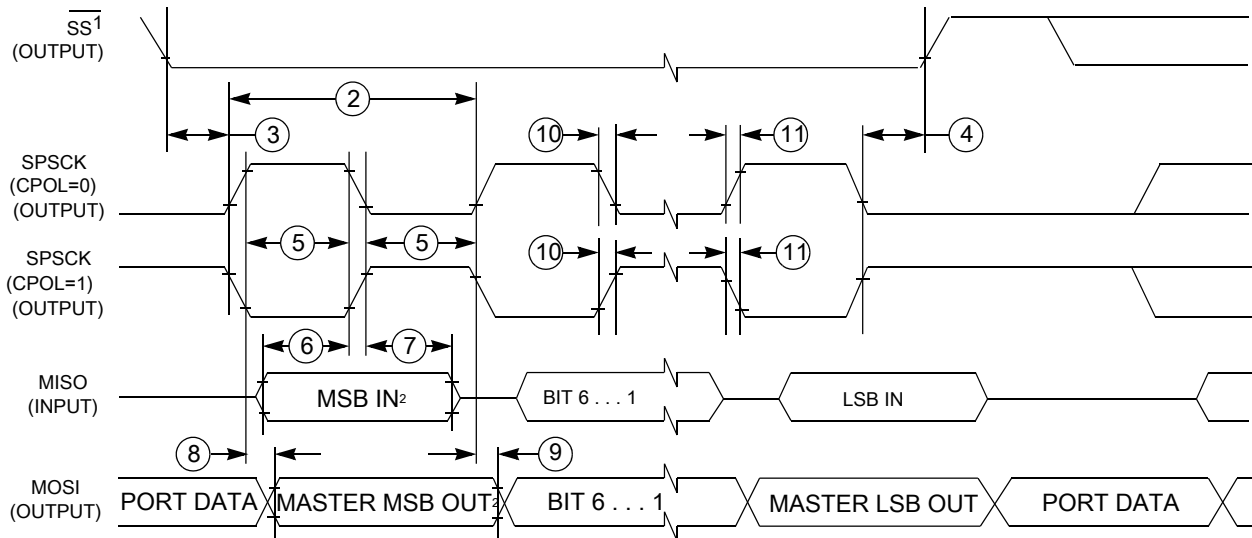 SS¹
(OUTPUT)
2
3
10
11
4
SPSCK
(CPOL=0)
(OUTPUT)
5
5
SPSCK
(CPOL=1)
(OUTPUT)
10
11
6
7
MISO
(INPUT)
MSB IN²
BIT 6 . . . 1
LSB IN
8
9
MOSI
(OUTPUT)
PORT DATA
MASTER MSB OUT²
BIT 6 . . . 1
MASTER LSB OUT
PORT DATA